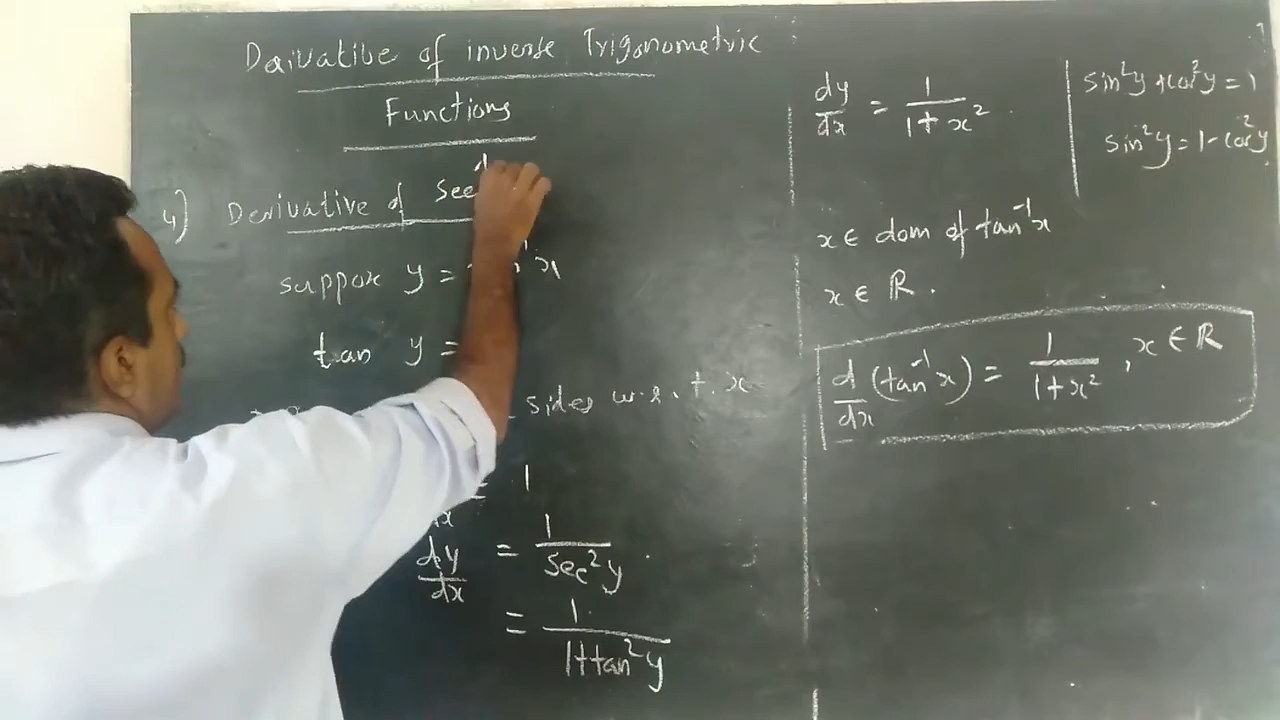 Derivative of inverse Trigonometric
Functions
4) Derivative of Sec
suppose y = x
tan y =
sides w.r.t. x
= 1
dx
dy/dx = 1/Sec²y .
= 1/1+tan²y
dy/dx = 1/1+x² .
x ∈ dom of tan⁻¹x
x ∈ ℝ .
d/dx (tan⁻¹x) = 1/1+x² , x ∈ ℝ
sin²y + cos²y = 1
sin²y = 1 - cos²y